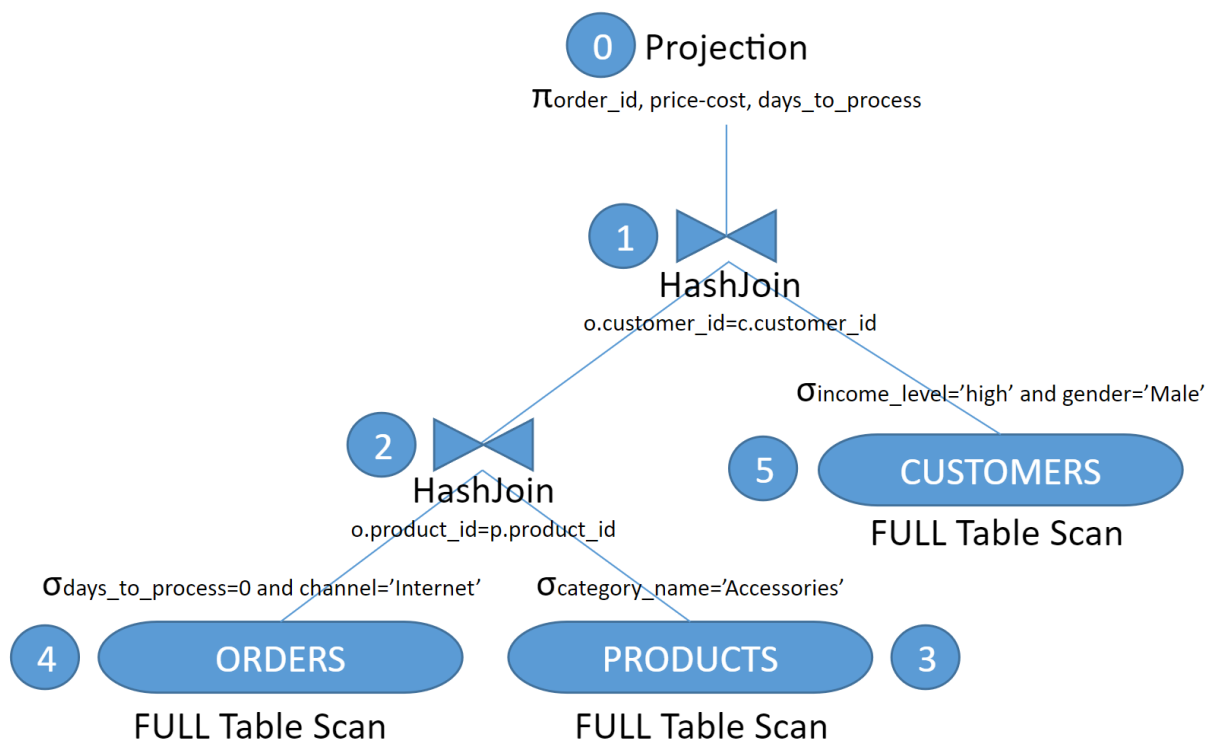 0 Projection
πorder_id, price-cost, days_to_process
1
HashJoin
o.customer_id=c.customer_id
σincome_level=’high’ and gender=’Male’
2
HashJoin
o.product_id=p.product_id
5 CUSTOMERS
FULL Table Scan
σdays_to_process=0 and channel=’Internet’
σcategory_name=’Accessories’
4 ORDERS
PRODUCTS 3
FULL Table Scan
FULL Table Scan